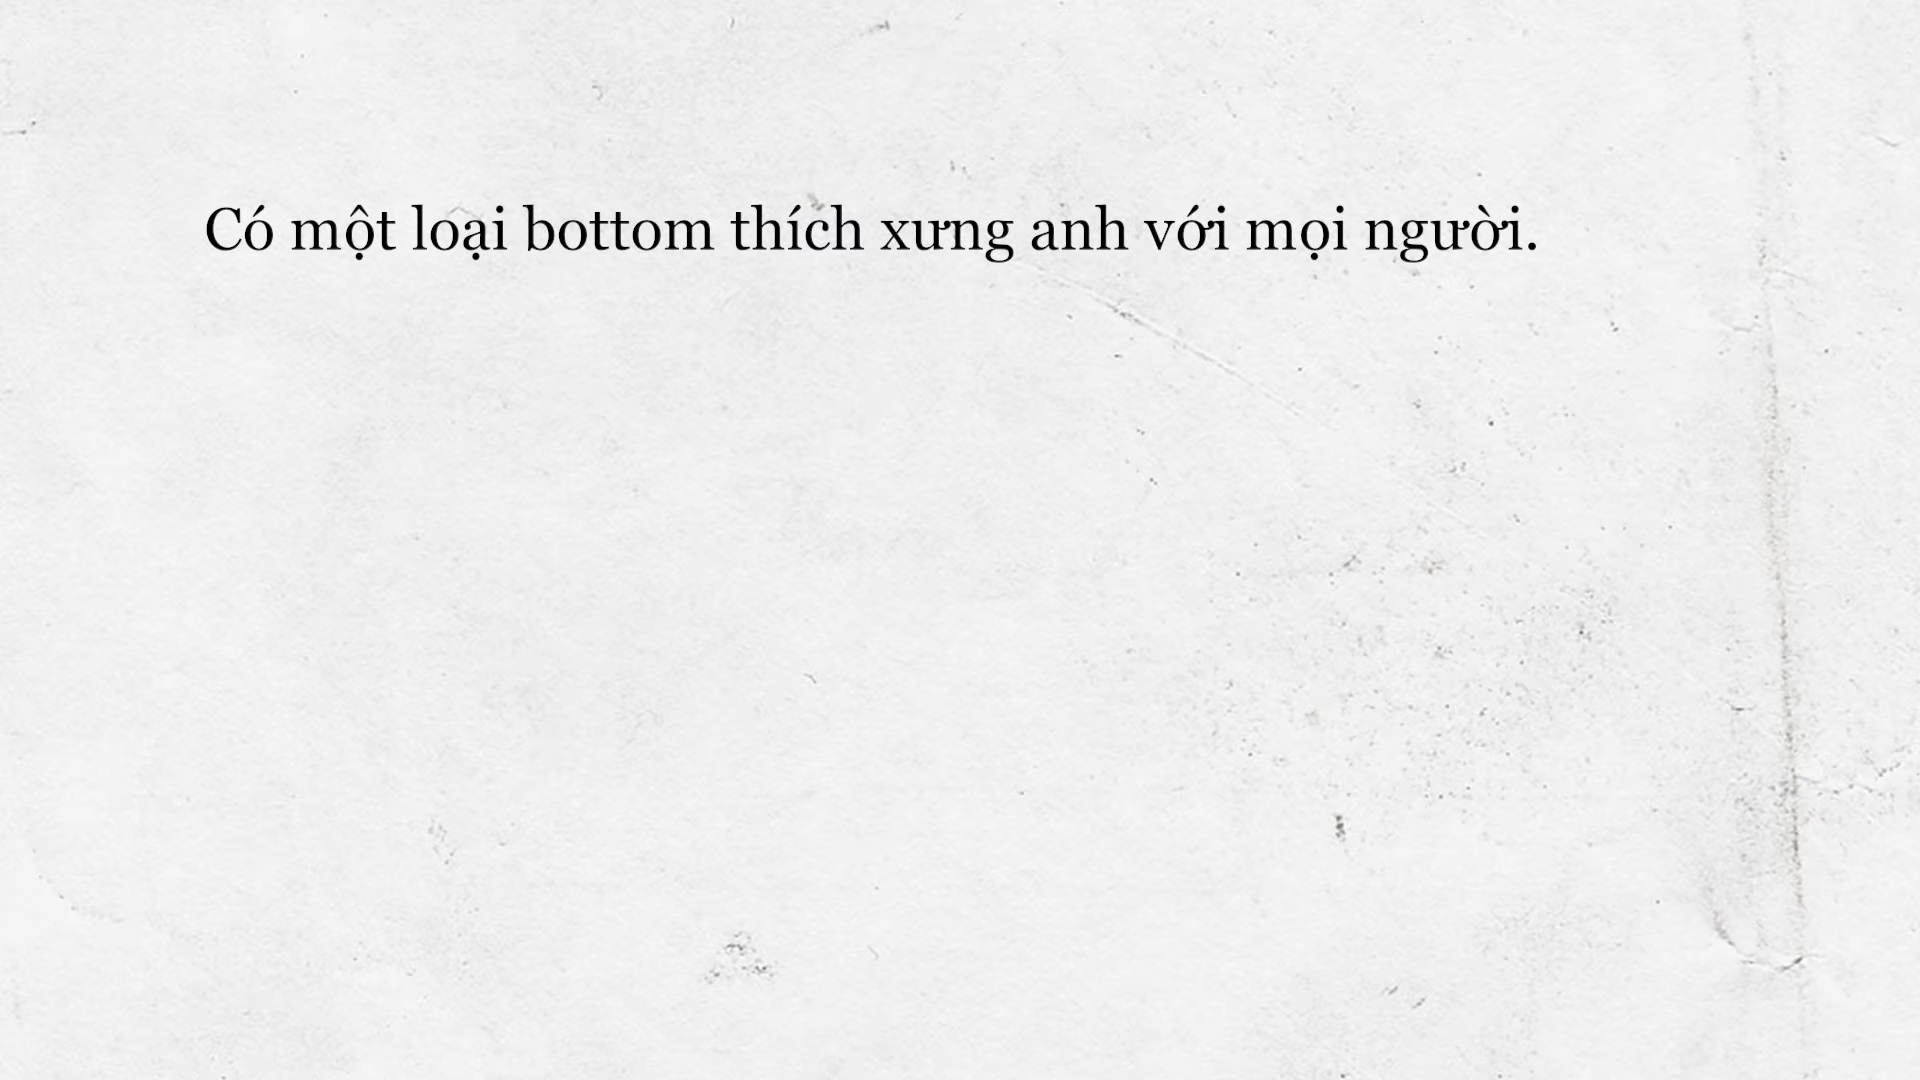 Có một loại bottom thích xưng anh với mọi người.